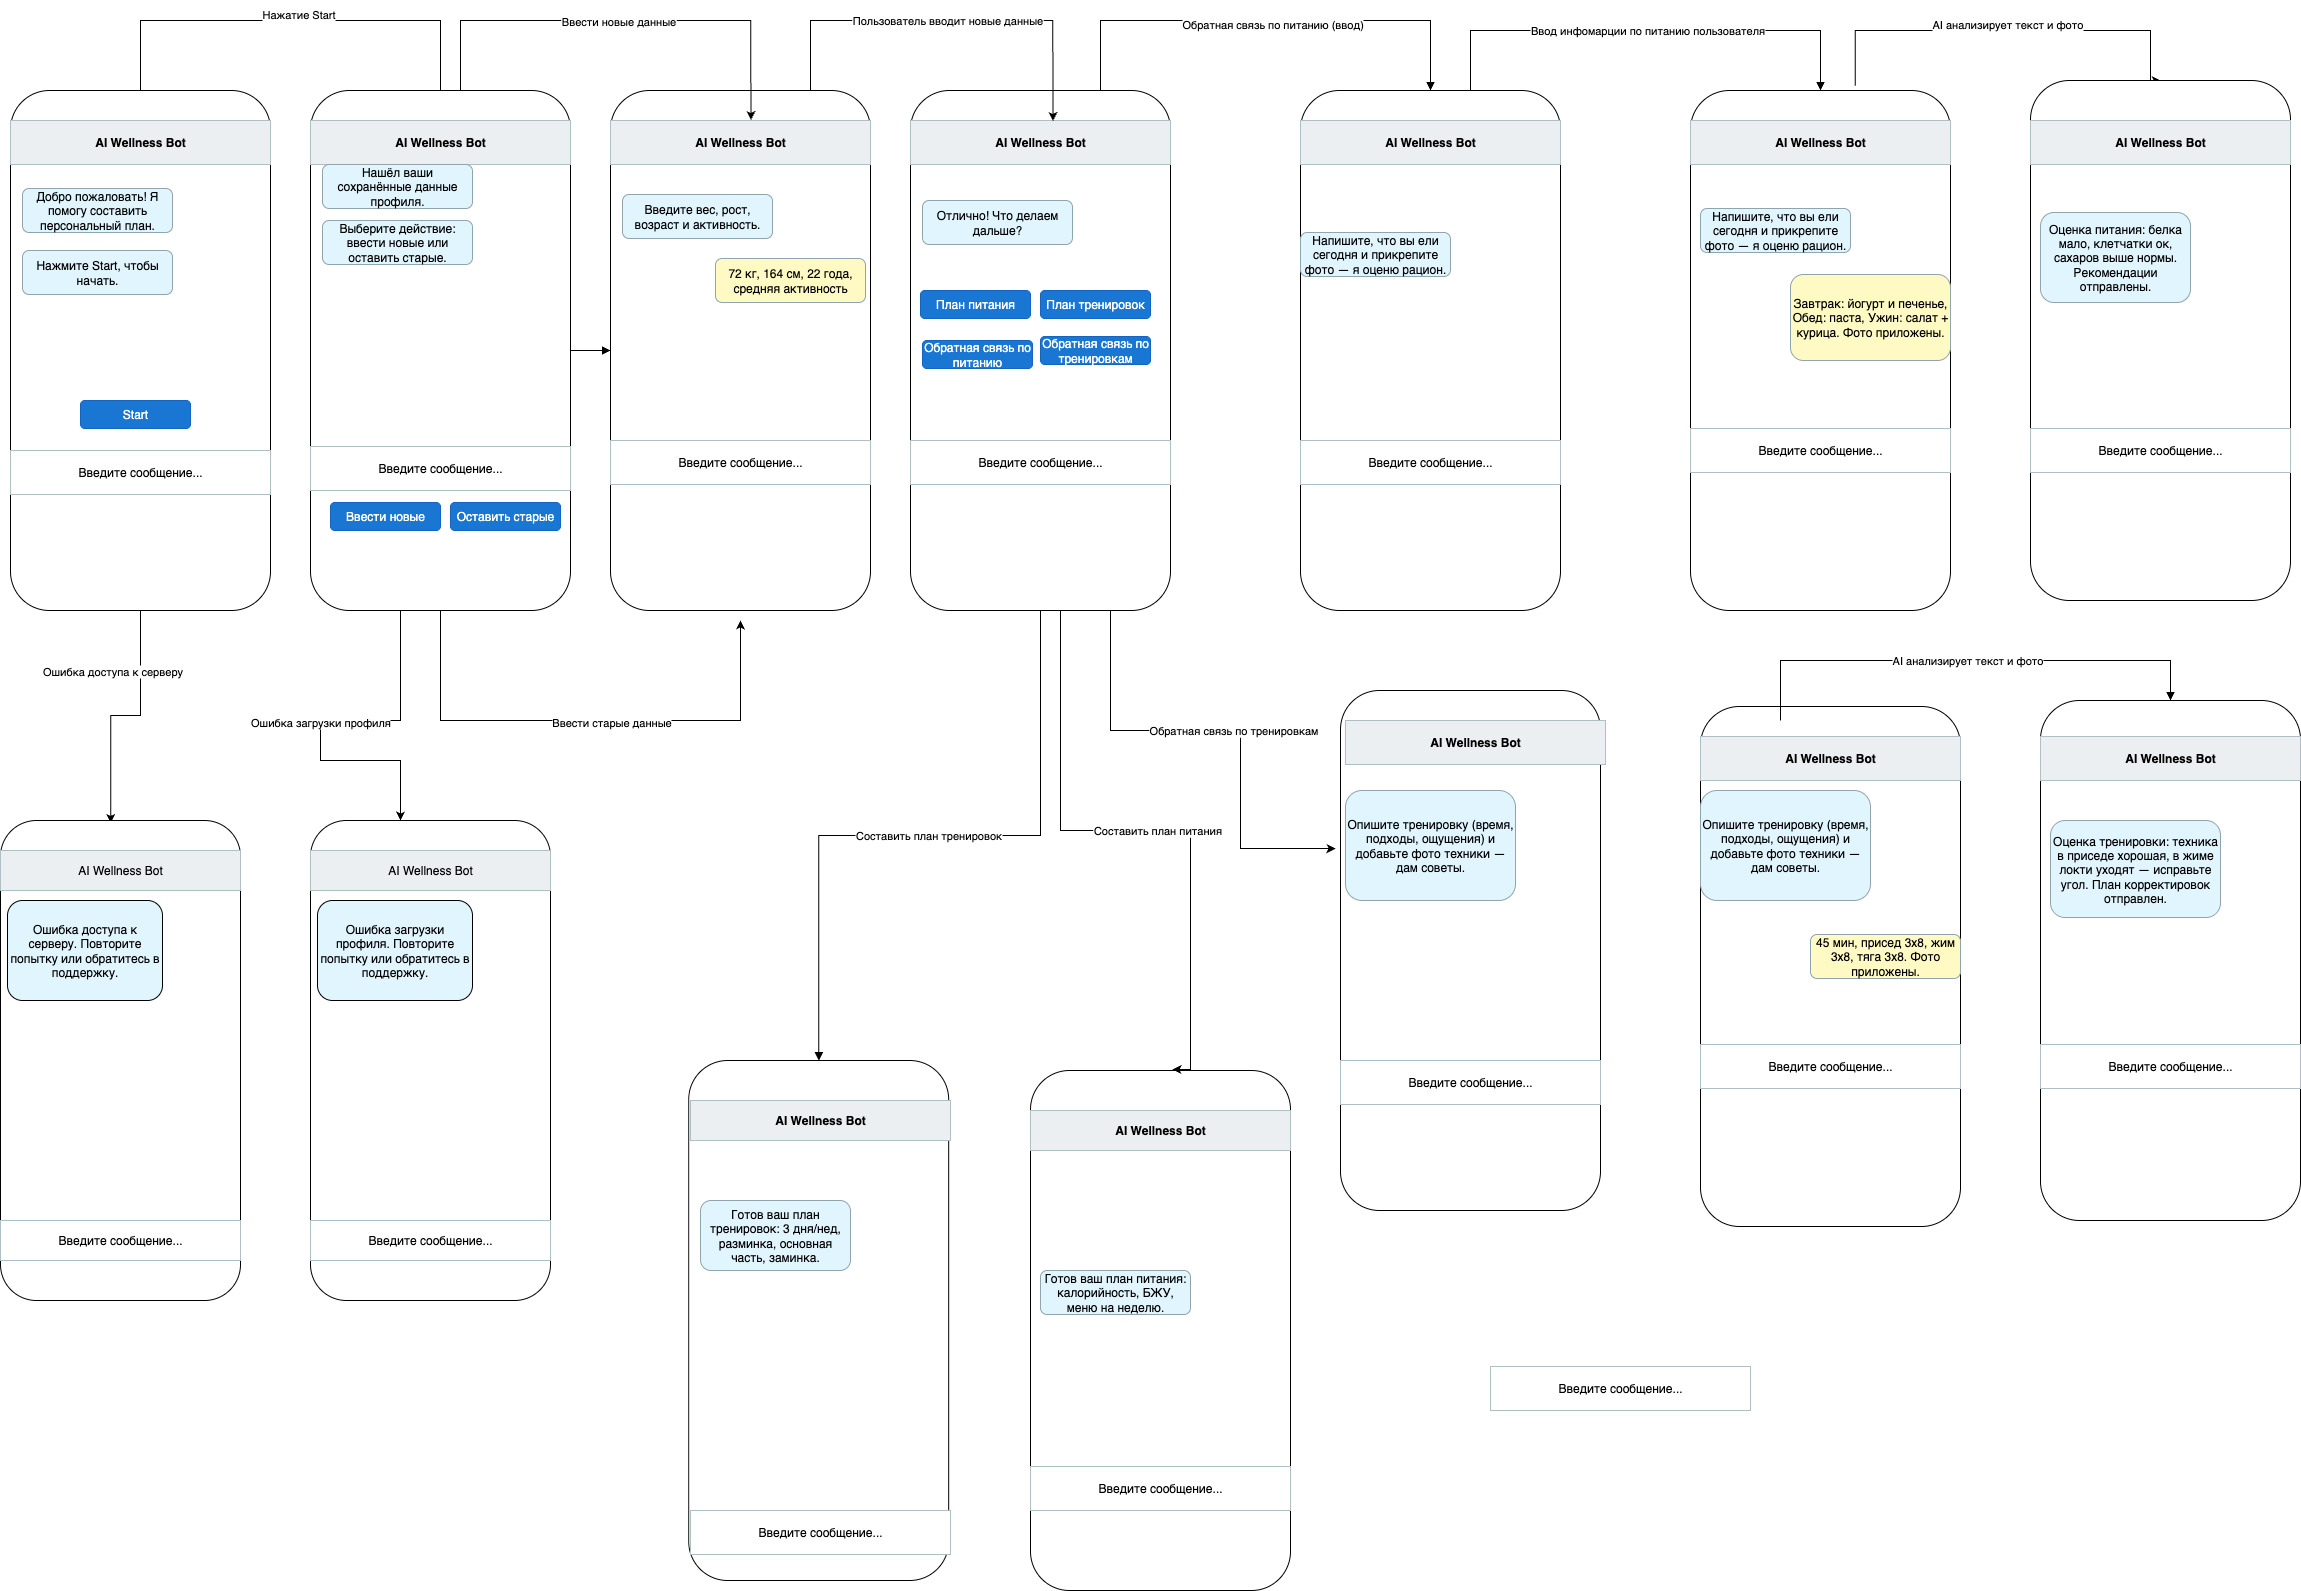 Нажатие Start
Ввести новые данные
Пользователь вводит новые данные
Обратная связь по питанию (ввод)
Ввод инфомарции по питанию пользователя
AI анализирует текст и фото
AI Wellness Bot
Добро пожаловать! Я
помогу составить
персональный план.
Нажмите Start, чтобы
начать.
Start
Введите сообщение...
AI Wellness Bot
Нашёл ваши
сохранённые данные
профиля.
Выберите действие:
ввести новые или
оставить старые.
Введите сообщение...
Ввести новые
Оставить старые
AI Wellness Bot
Введите вес, рост,
возраст и активность.
72 кг, 164 см, 22 года,
средняя активность
Введите сообщение...
AI Wellness Bot
Отлично! Что делаем
дальше?
План питания
План тренировок
Обратная связь по
питанию
Обратная связь по
тренировкам
Введите сообщение...
AI Wellness Bot
Напишите, что вы ели
сегодня и прикрепите
фото — я оценю рацион.
Введите сообщение...
AI Wellness Bot
Напишите, что вы ели
сегодня и прикрепите
фото — я оценю рацион.
Завтрак: йогурт и печенье,
Обед: паста, Ужин: салат +
курица. Фото приложены.
Введите сообщение...
AI Wellness Bot
Оценка питания: белка
мало, клетчатки ок,
сахаров выше нормы.
Рекомендации
отправлены.
Введите сообщение...
Ошибка доступа к серверу
Ошибка загрузки профиля
Ввести старые данные
Составить план тренировок
Составить план питания
Обратная связь по тренировкам
AI анализирует текст и фото
AI Wellness Bot
Ошибка доступа к
серверу. Повторите
попытку или обратитесь в
поддержку.
Введите сообщение...
AI Wellness Bot
Ошибка загрузки
профиля. Повторите
попытку или обратитесь в
поддержку.
Введите сообщение...
AI Wellness Bot
Готов ваш план
тренировок: 3 дня/нед,
разминка, основная
часть, заминка.
Введите сообщение...
AI Wellness Bot
Готов ваш план питания:
калорийность, БЖУ,
меню на неделю.
Введите сообщение...
AI Wellness Bot
Опишите тренировку (время,
подходы, ощущения) и
добавьте фото техники —
дам советы.
Введите сообщение...
AI Wellness Bot
Опишите тренировку (время,
подходы, ощущения) и
добавьте фото техники —
дам советы.
45 мин, присед 3x8, жим
3x8, тяга 3x8. Фото
приложены.
Введите сообщение...
AI Wellness Bot
Оценка тренировки: техника
в приседе хорошая, в жиме
локти уходят — исправьте
угол. План корректировок
отправлен.
Введите сообщение...
Введите сообщение...